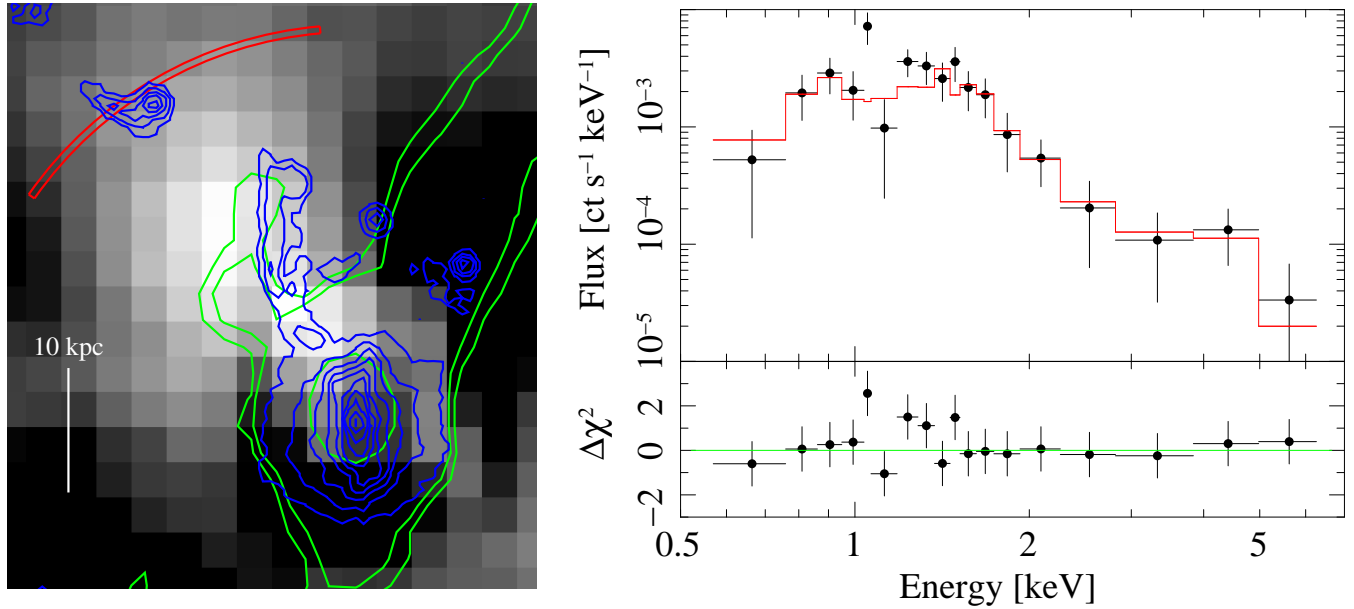 10 kpc
Flux [ct s⁻¹ keV⁻¹]
10⁻³
10⁻⁴
10⁻⁵
Δχ²
2
0
−2
0.5 1 2 5
Energy [keV]